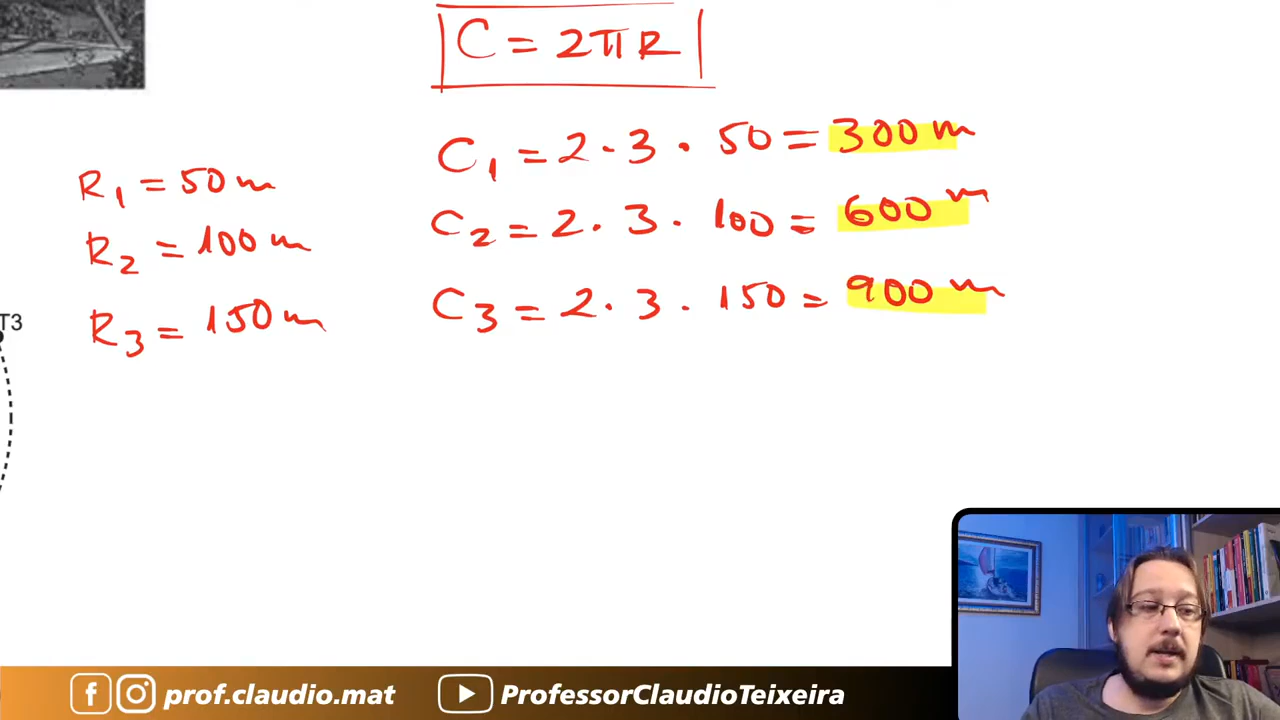 C = 2πR
C1 = 2 · 3 · 50 = 300 m
R1 = 50 m
C2 = 2 · 3 · 100 = 600 m
R2 = 100 m
C3 = 2 · 3 · 150 = 900 m
R3 = 150 m
T3
prof.claudio.mat
ProfessorClaudioTeixeira